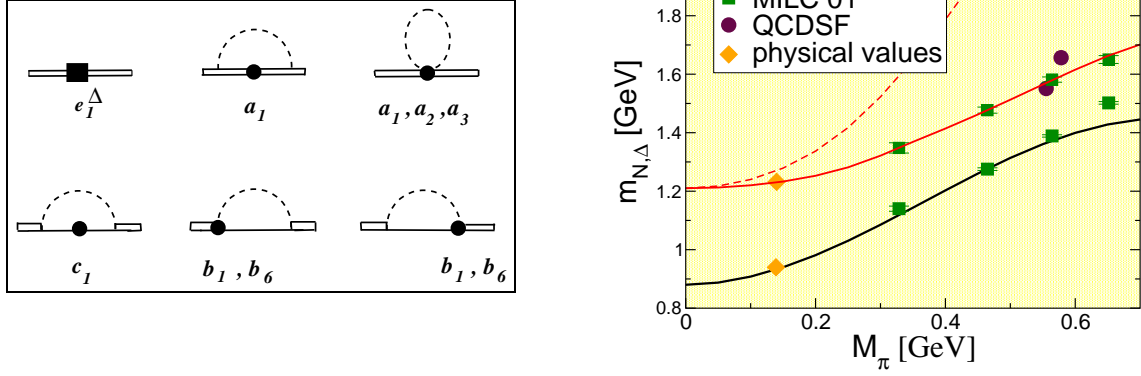 e₁^Δ
a₁
a₁ , a₂ , a₃
c₁
b₁ , b₆
b₁ , b₆
QCDSF
physical values
m_{N,Δ} [GeV]
1.8
1.6
1.4
1.2
1
0.8
0
0.2
0.4
0.6
M_π [GeV]